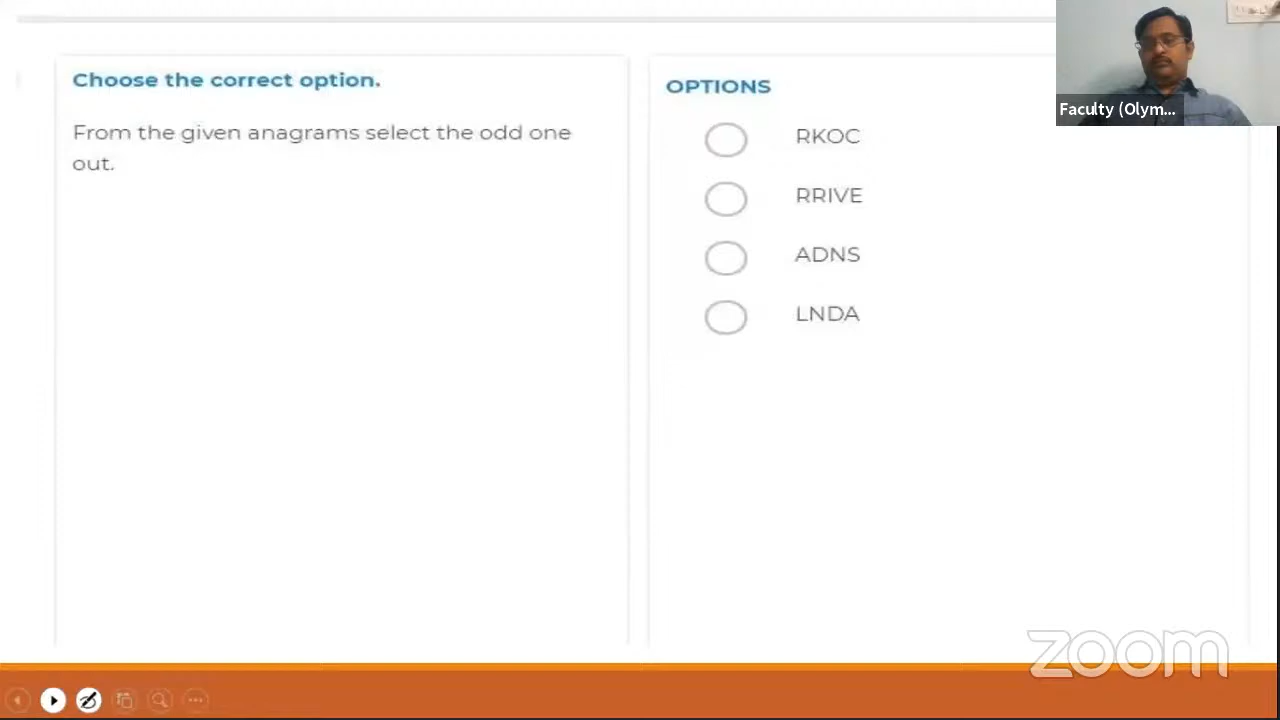 Choose the correct option.
From the given anagrams select the odd one
out.
OPTIONS
RKOC
RRIVE
ADNS
LNDA
Faculty (Olym...
zoom